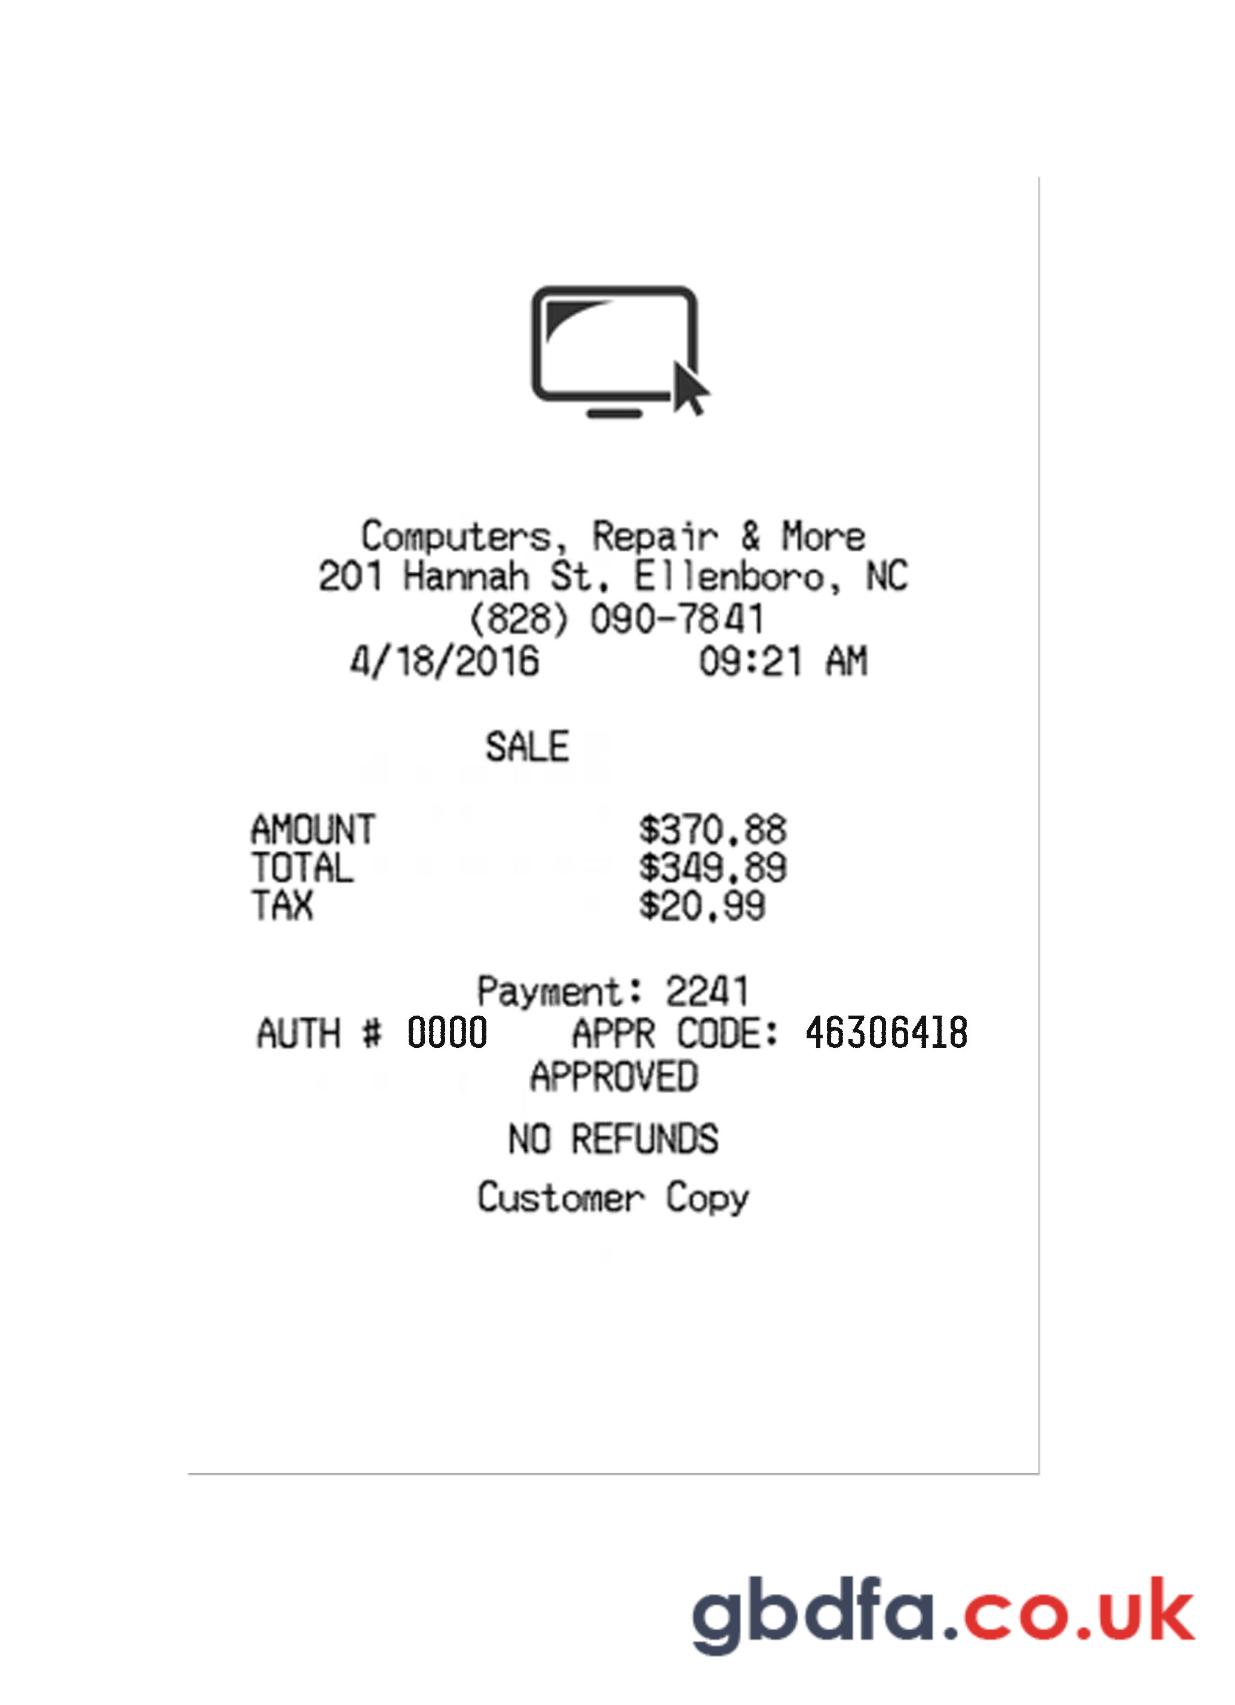 Computers, Repair & More
201 Hannah St. Ellenboro, NC
(828) 090-7841
4/18/2016 09:21 AM
SALE
AMOUNT $370.88
TOTAL $349.89
TAX $20.99
Payment: 2241
AUTH # 0000 APPR CODE: 46306418
APPROVED
NO REFUNDS
Customer Copy
gbdfa.co.uk